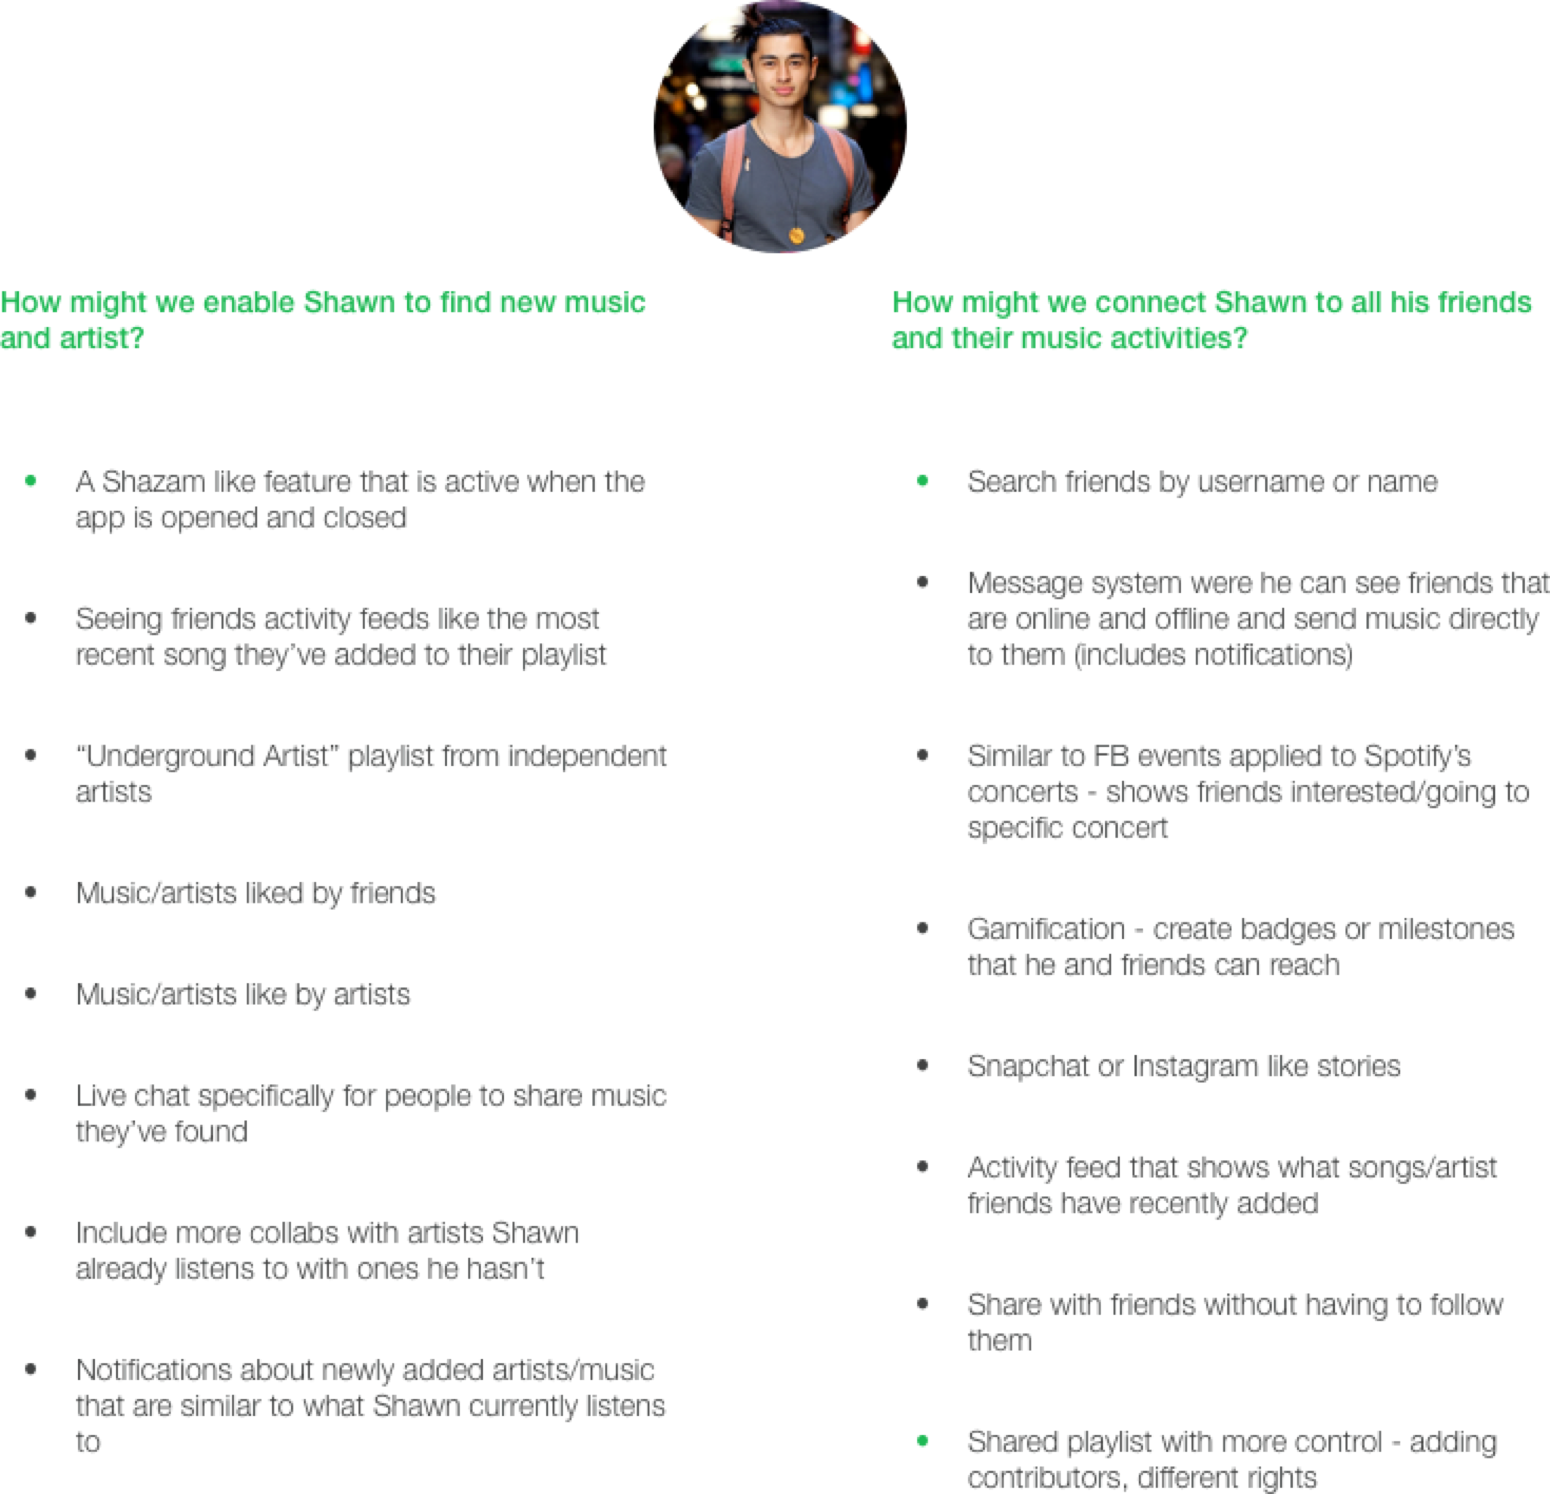 How might we enable Shawn to find new music
and artist?
• A Shazam like feature that is active when the
app is opened and closed
• Seeing friends activity feeds like the most
recent song they’ve added to their playlist
• “Underground Artist” playlist from independent
artists
• Music/artists liked by friends
• Music/artists like by artists
• Live chat specifically for people to share music
they’ve found
• Include more collabs with artists Shawn
already listens to with ones he hasn’t
• Notifications about newly added artists/music
that are similar to what Shawn currently listens
to
How might we connect Shawn to all his friends
and their music activities?
• Search friends by username or name
• Message system were he can see friends that
are online and offline and send music directly
to them (includes notifications)
• Similar to FB events applied to Spotify’s
concerts - shows friends interested/going to
specific concert
• Gamification - create badges or milestones
that he and friends can reach
• Snapchat or Instagram like stories
• Activity feed that shows what songs/artist
friends have recently added
• Share with friends without having to follow
them
• Shared playlist with more control - adding
contributors, different rights